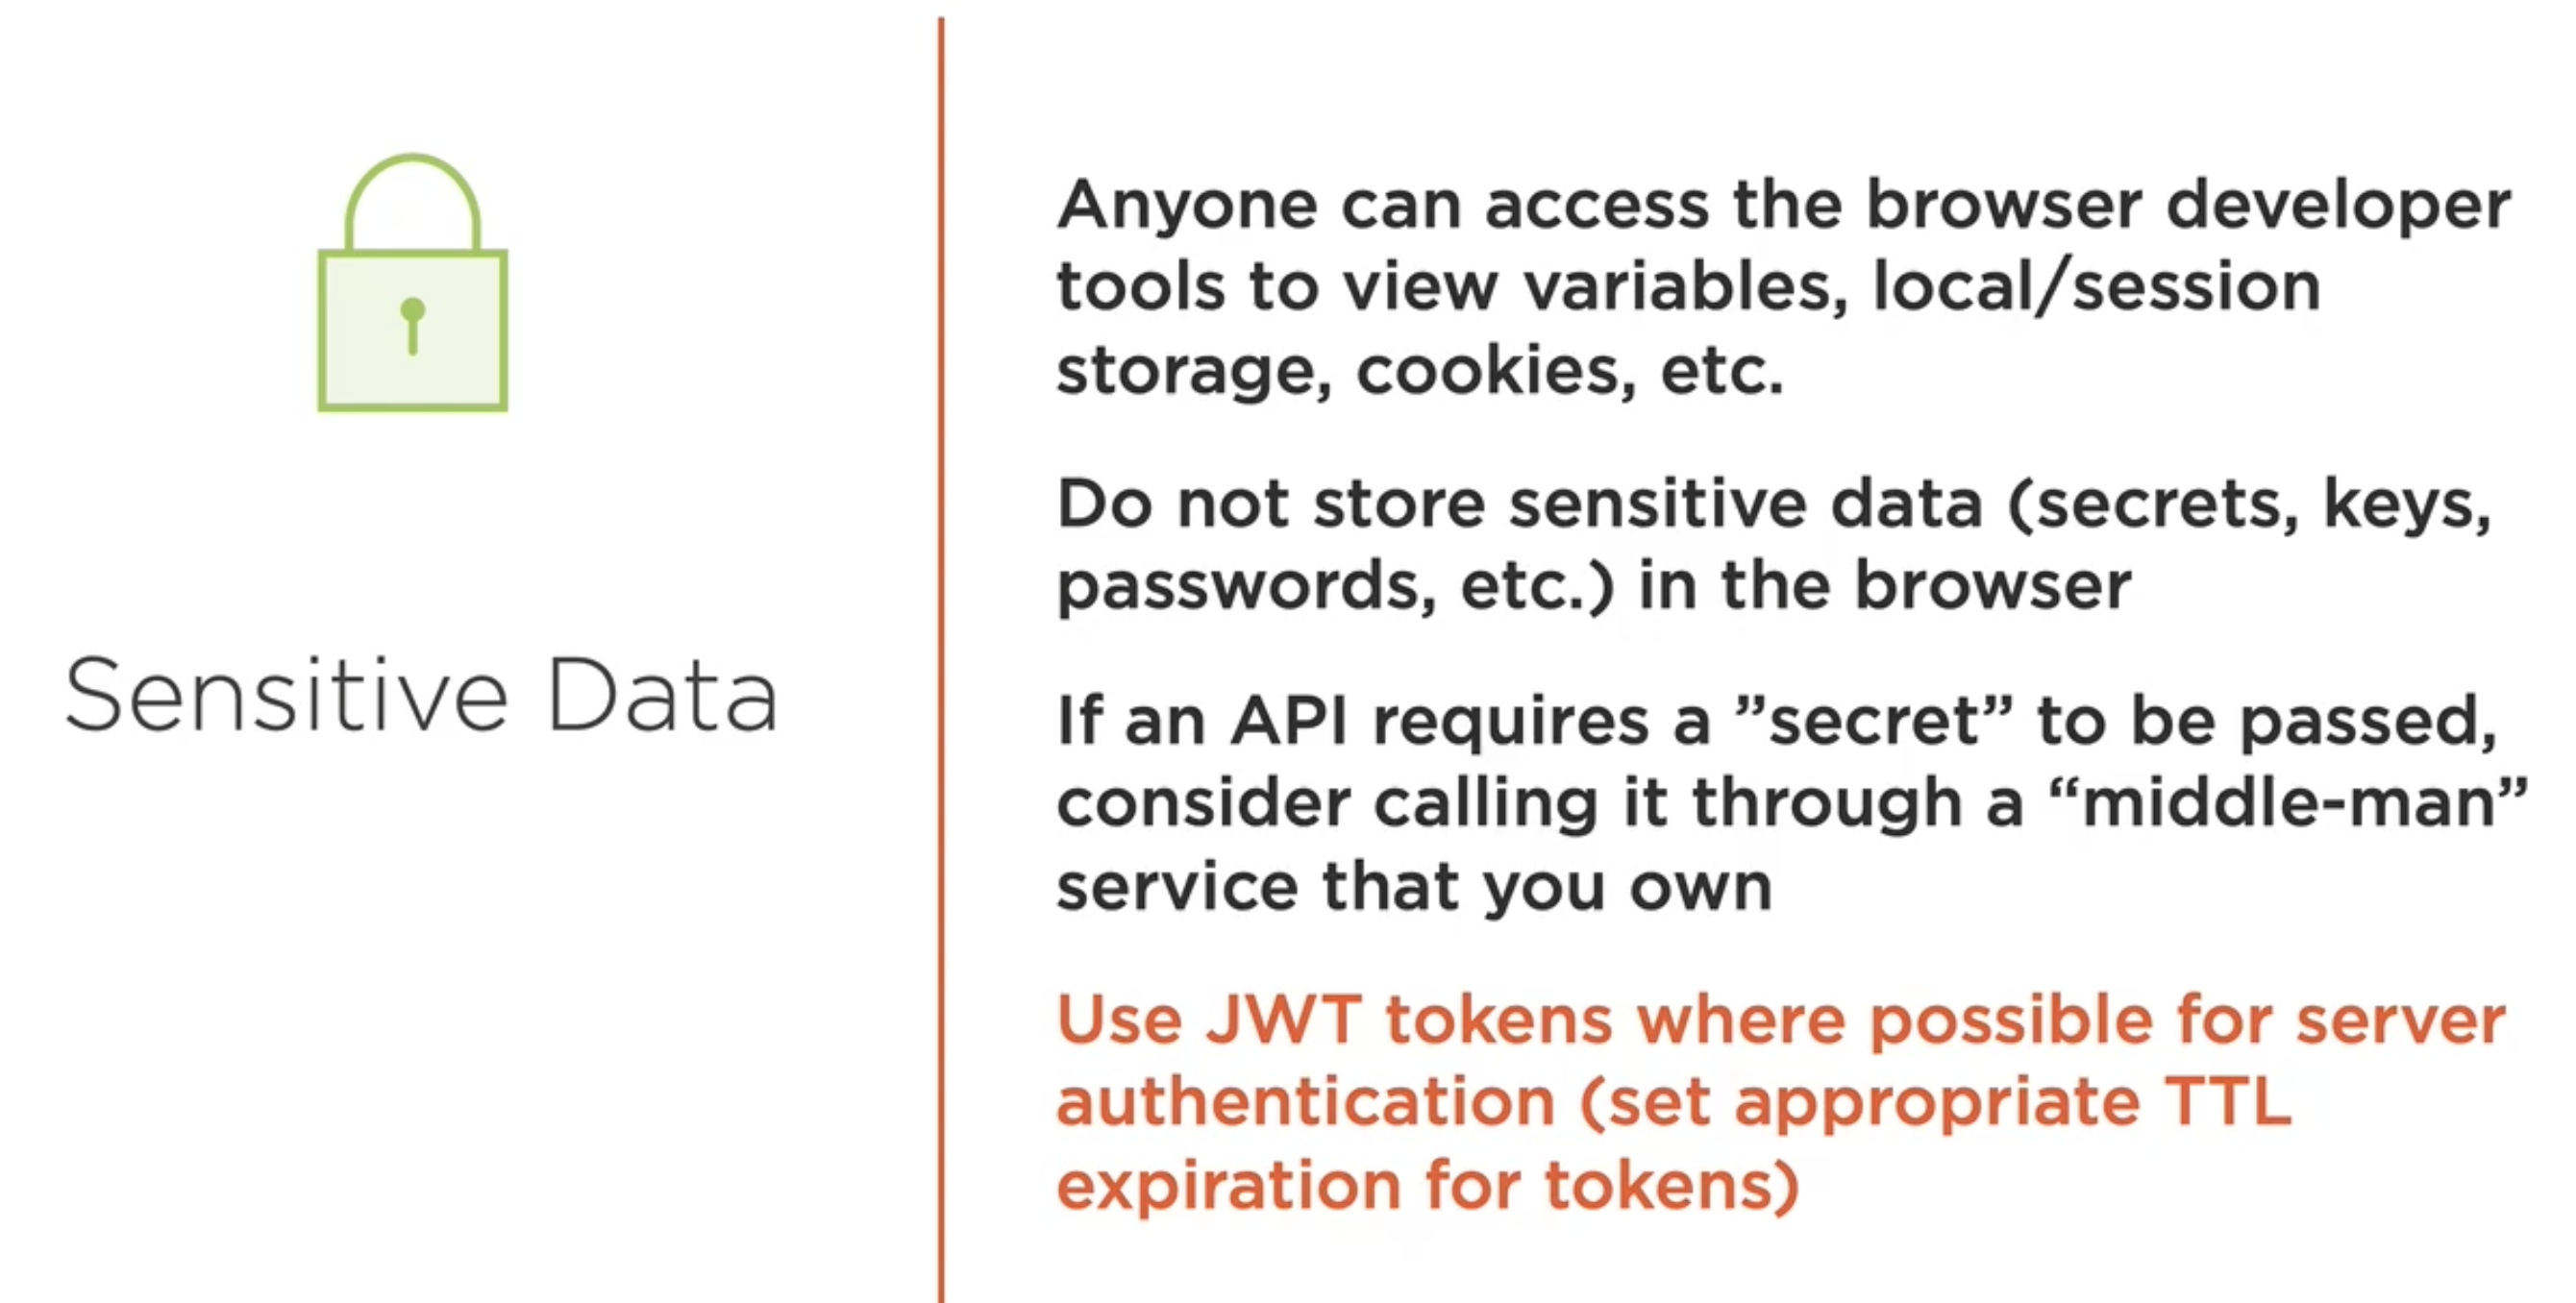 Sensitive Data
Anyone can access the browser developer
tools to view variables, local/session
storage, cookies, etc.
Do not store sensitive data (secrets, keys,
passwords, etc.) in the browser
If an API requires a ”secret” to be passed,
consider calling it through a “middle-man”
service that you own
Use JWT tokens where possible for server
authentication (set appropriate TTL
expiration for tokens)